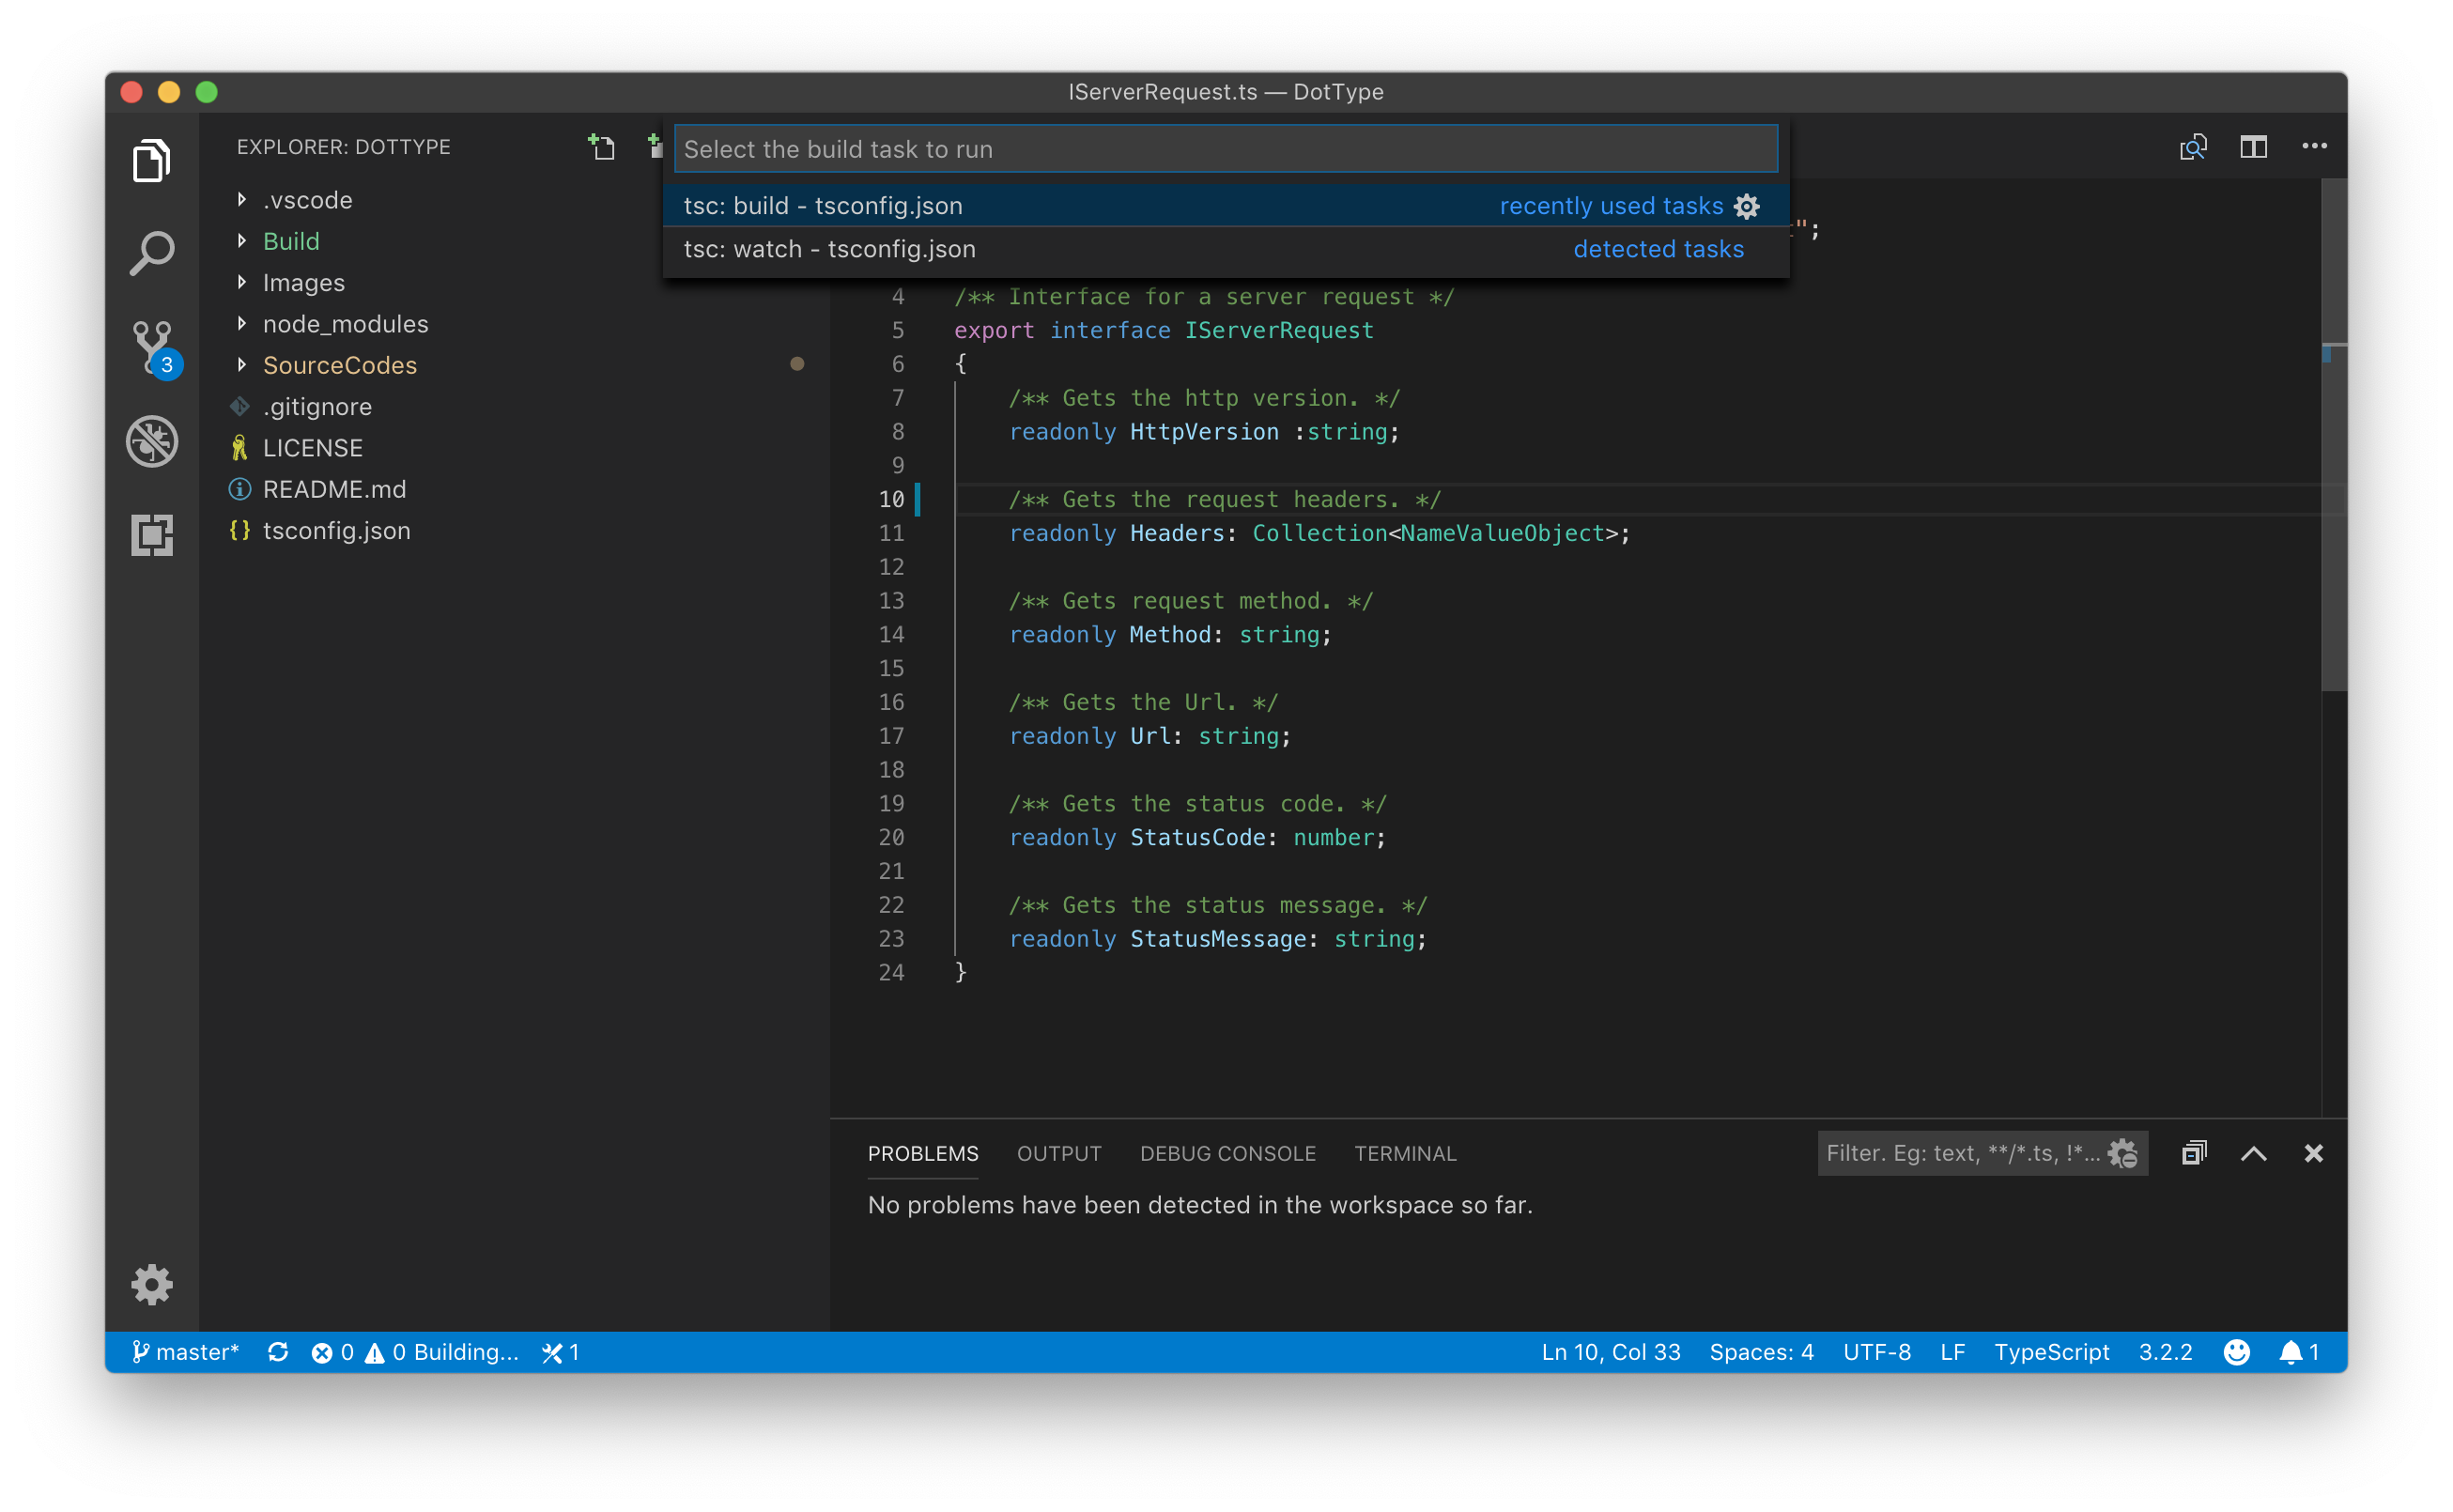 IServerRequest.ts — DotType
EXPLORER: DOTTYPE
.vscode
Build
Images
node_modules
SourceCodes
.gitignore
LICENSE
README.md
tsconfig.json
3
Select the build task to run
tsc: build - tsconfig.json recently used tasks
tsc: watch - tsconfig.json detected tasks
";
4 /** Interface for a server request */
5 export interface IServerRequest
6 {
7 /** Gets the http version. */
8 readonly HttpVersion :string;
9
10 /** Gets the request headers. */
11 readonly Headers: Collection<NameValueObject>;
12
13 /** Gets request method. */
14 readonly Method: string;
15
16 /** Gets the Url. */
17 readonly Url: string;
18
19 /** Gets the status code. */
20 readonly StatusCode: number;
21
22 /** Gets the status message. */
23 readonly StatusMessage: string;
24 }
PROBLEMS OUTPUT DEBUG CONSOLE TERMINAL Filter. Eg: text, **/*.ts, !*...
No problems have been detected in the workspace so far.
master* 0 0 Building... 1 Ln 10, Col 33 Spaces: 4 UTF-8 LF TypeScript 3.2.2 1